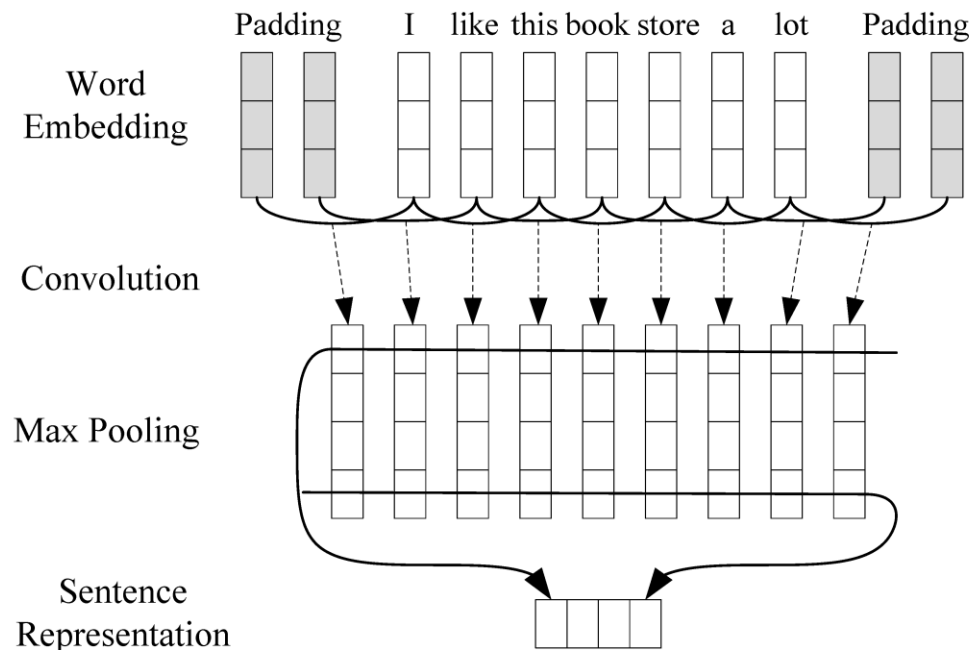 Padding I like this book store a lot Padding
Word
Embedding
Convolution
Max Pooling
Sentence
Representation